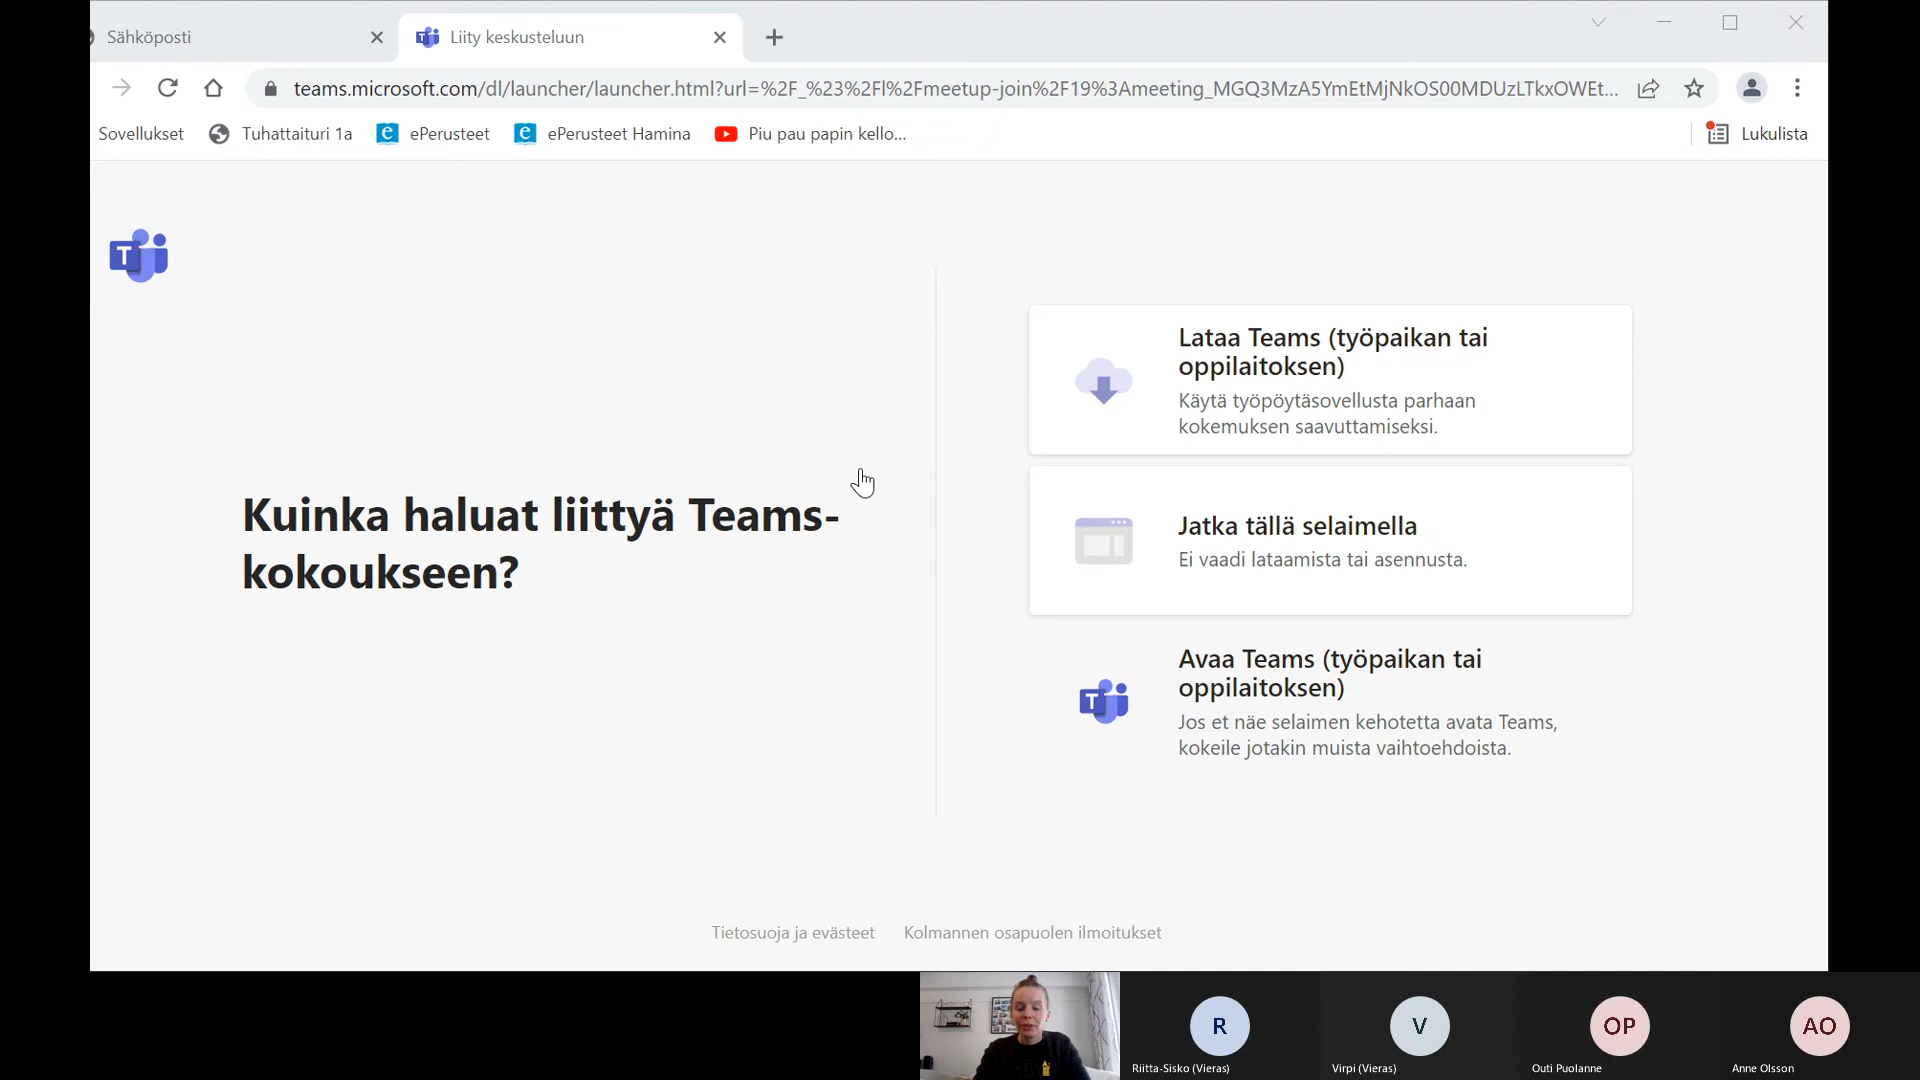 Sähköposti
Liity keskusteluun
teams.microsoft.com/dl/launcher/launcher.html?url=%2F_%23%2Fl%2Fmeetup-join%2F19%3Ameeting_MGQ3MzA5YmEtMjNkOS00MDUzLTkxOWEt...
Sovellukset
Tuhattaituri 1a
ePerusteet
ePerusteet Hamina
Piu pau papin kello...
Lukulista
Kuinka haluat liittyä Teams-
kokoukseen?
Lataa Teams (työpaikan tai
oppilaitoksen)
Käytä työpöytäsovellusta parhaan
kokemuksen saavuttamiseksi.
Jatka tällä selaimella
Ei vaadi lataamista tai asennusta.
Avaa Teams (työpaikan tai
oppilaitoksen)
Jos et näe selaimen kehotetta avata Teams,
kokeile jotakin muista vaihtoehdoista.
Tietosuoja ja evästeet
Kolmannen osapuolen ilmoitukset
R
V
OP
AO
Riitta-Sisko (Vieras)
Virpi (Vieras)
Outi Puolanne
Anne Olsson